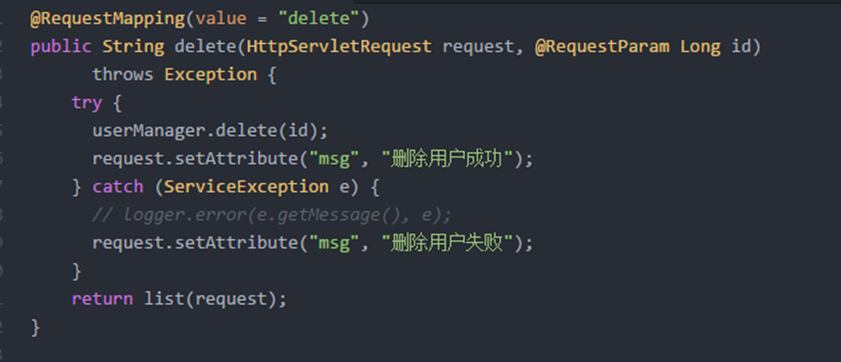 @RequestMapping(value = "delete")
public String delete(HttpServletRequest request, @RequestParam Long id)
throws Exception {
try {
userManager.delete(id);
request.setAttribute("msg", "删除用户成功");
} catch (ServiceException e) {
// logger.error(e.getMessage(), e);
request.setAttribute("msg", "删除用户失败");
}
return list(request);
}